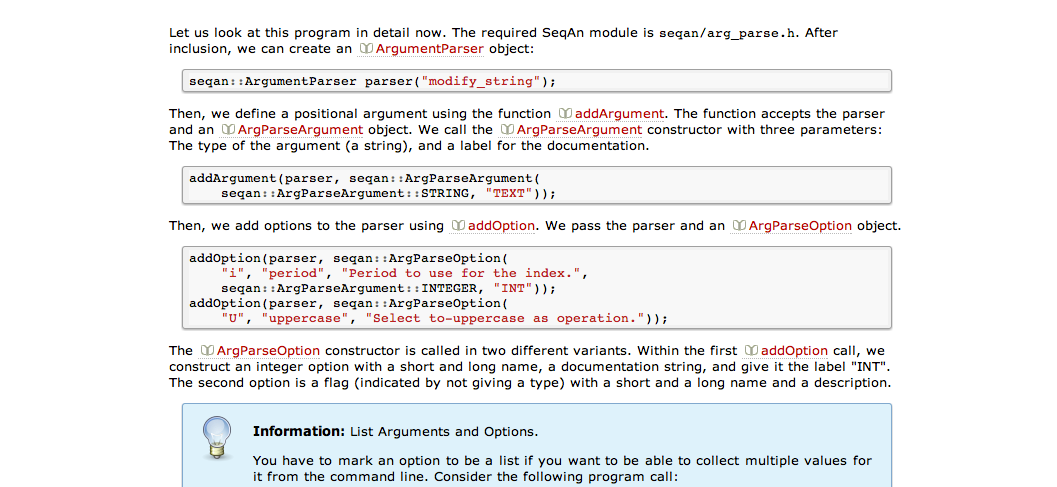 Let us look at this program in detail now. The required SeqAn module is seqan/arg_parse.h. After
inclusion, we can create an ArgumentParser object:
seqan::ArgumentParser parser("modify_string");
Then, we define a positional argument using the function addArgument. The function accepts the parser
and an ArgParseArgument object. We call the ArgParseArgument constructor with three parameters:
The type of the argument (a string), and a label for the documentation.
addArgument(parser, seqan::ArgParseArgument(
seqan::ArgParseArgument::STRING, "TEXT"));
Then, we add options to the parser using addOption. We pass the parser and an ArgParseOption object.
addOption(parser, seqan::ArgParseOption(
"i", "period", "Period to use for the index.",
seqan::ArgParseArgument::INTEGER, "INT"));
addOption(parser, seqan::ArgParseOption(
"U", "uppercase", "Select to-uppercase as operation."));
The ArgParseOption constructor is called in two different variants. Within the first addOption call, we
construct an integer option with a short and long name, a documentation string, and give it the label "INT".
The second option is a flag (indicated by not giving a type) with a short and a long name and a description.
Information: List Arguments and Options.
You have to mark an option to be a list if you want to be able to collect multiple values for
it from the command line. Consider the following program call: